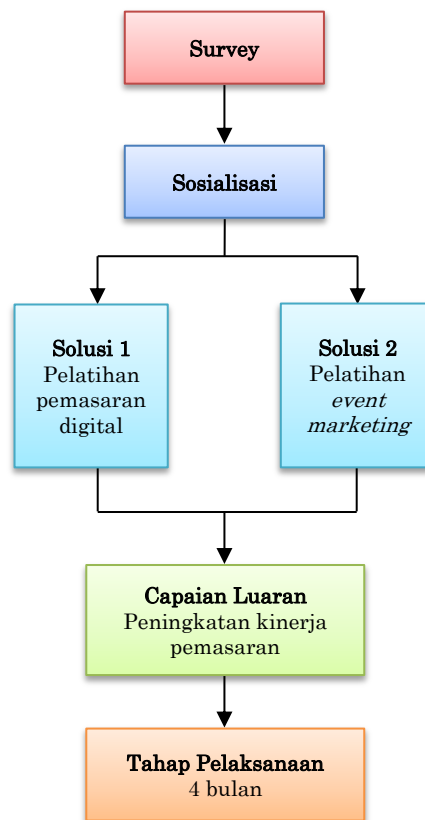 Survey
Sosialisasi
Solusi 1
Pelatihan
pemasaran
digital
Solusi 2
Pelatihan
event
marketing
Capaian Luaran
Peningkatan kinerja
pemasaran
Tahap Pelaksanaan
4 bulan